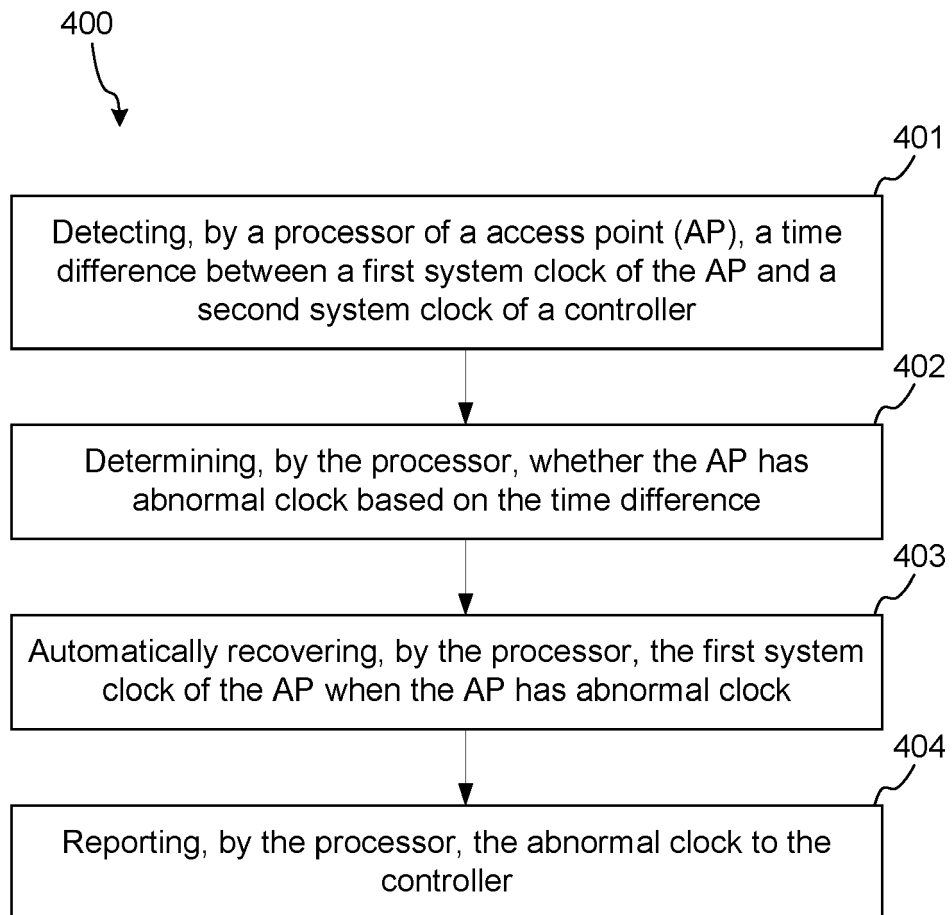 400
401
Detecting, by a processor of a access point (AP), a time
difference between a first system clock of the AP and a
second system clock of a controller
402
Determining, by the processor, whether the AP has
abnormal clock based on the time difference
403
Automatically recovering, by the processor, the first system
clock of the AP when the AP has abnormal clock
404
Reporting, by the processor, the abnormal clock to the
controller